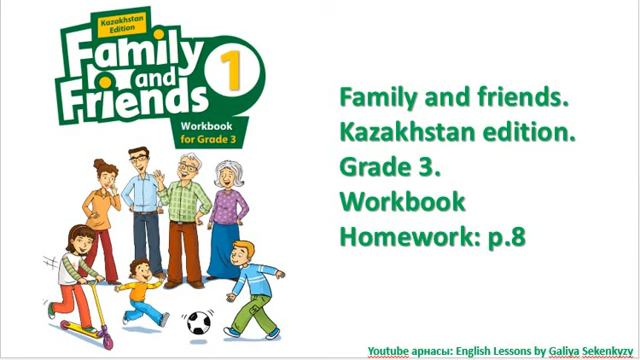 Kazakhstan
Edition
Family
and
Friends
1
Workbook
for Grade 3
Family and friends.
Kazakhstan edition.
Grade 3.
Workbook
Homework: p.8
Youtube арнасы: English Lessons by Galiya Sekenkyzy